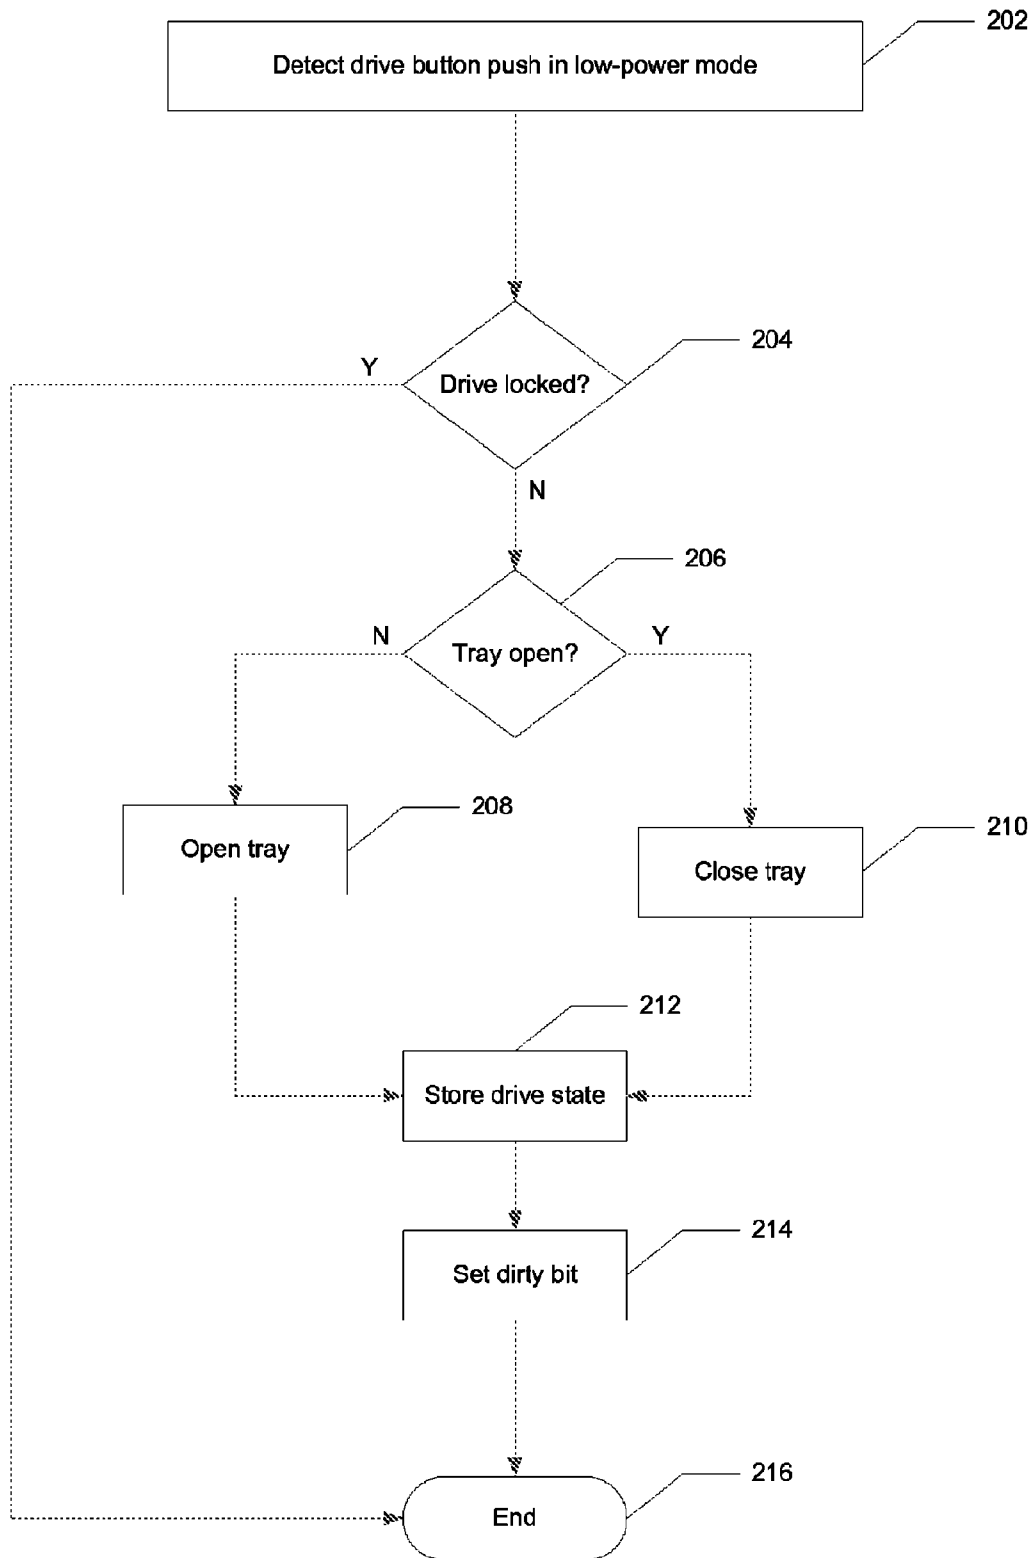 202
Detect drive button push in low-power mode
204
Y
Drive locked?
N
206
N
Y
Tray open?
208
Open tray
210
Close tray
212
Store drive state
214
Set dirty bit
216
End